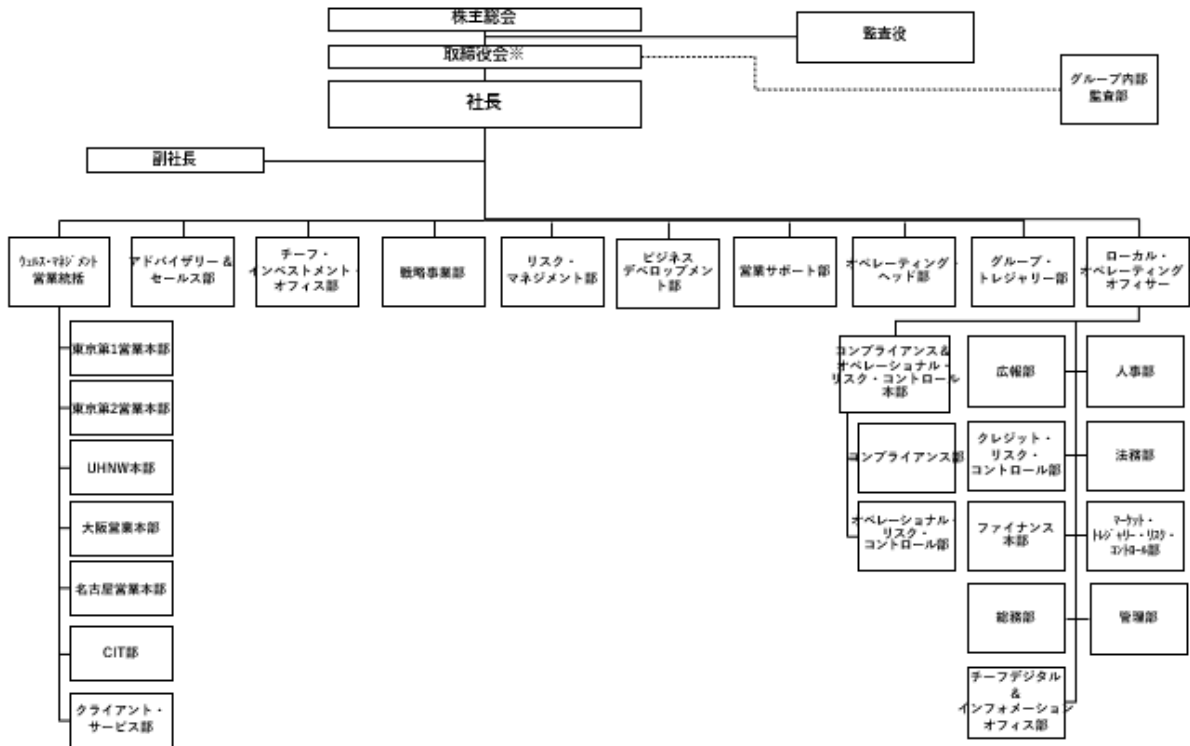 株主総会
監査役
取締役会※
グループ内部
監査部
社長
副社長
ウェルス・マネジメント
営業統括
アドバイザリー &
セールス部
チーフ・
インベストメント・
オフィス部
戦略事業部
リスク・
マネジメント部
ビジネス
デベロップメン
ト部
営業サポート部
オペレーティング・
ヘッド部
グループ・
トレジャリー部
ローカル・
オペレーティング
オフィサー
東京第1営業本部
東京第2営業本部
UHNW本部
大阪営業本部
名古屋営業本部
CIT部
クライアント・
サービス部
コンプライアンス&
オペレーショナル・
リスク・コントロール
本部
コンプライアンス部
オペレーショナル・
リスク・
コントロール部
広報部
人事部
クレジット・
リスク・
コントロール部
法務部
ファイナンス
本部
マーケット・
トレジャリー・リスク・
コントロール部
総務部
管理部
チーフデジタル
&
インフォメーション
オフィス部